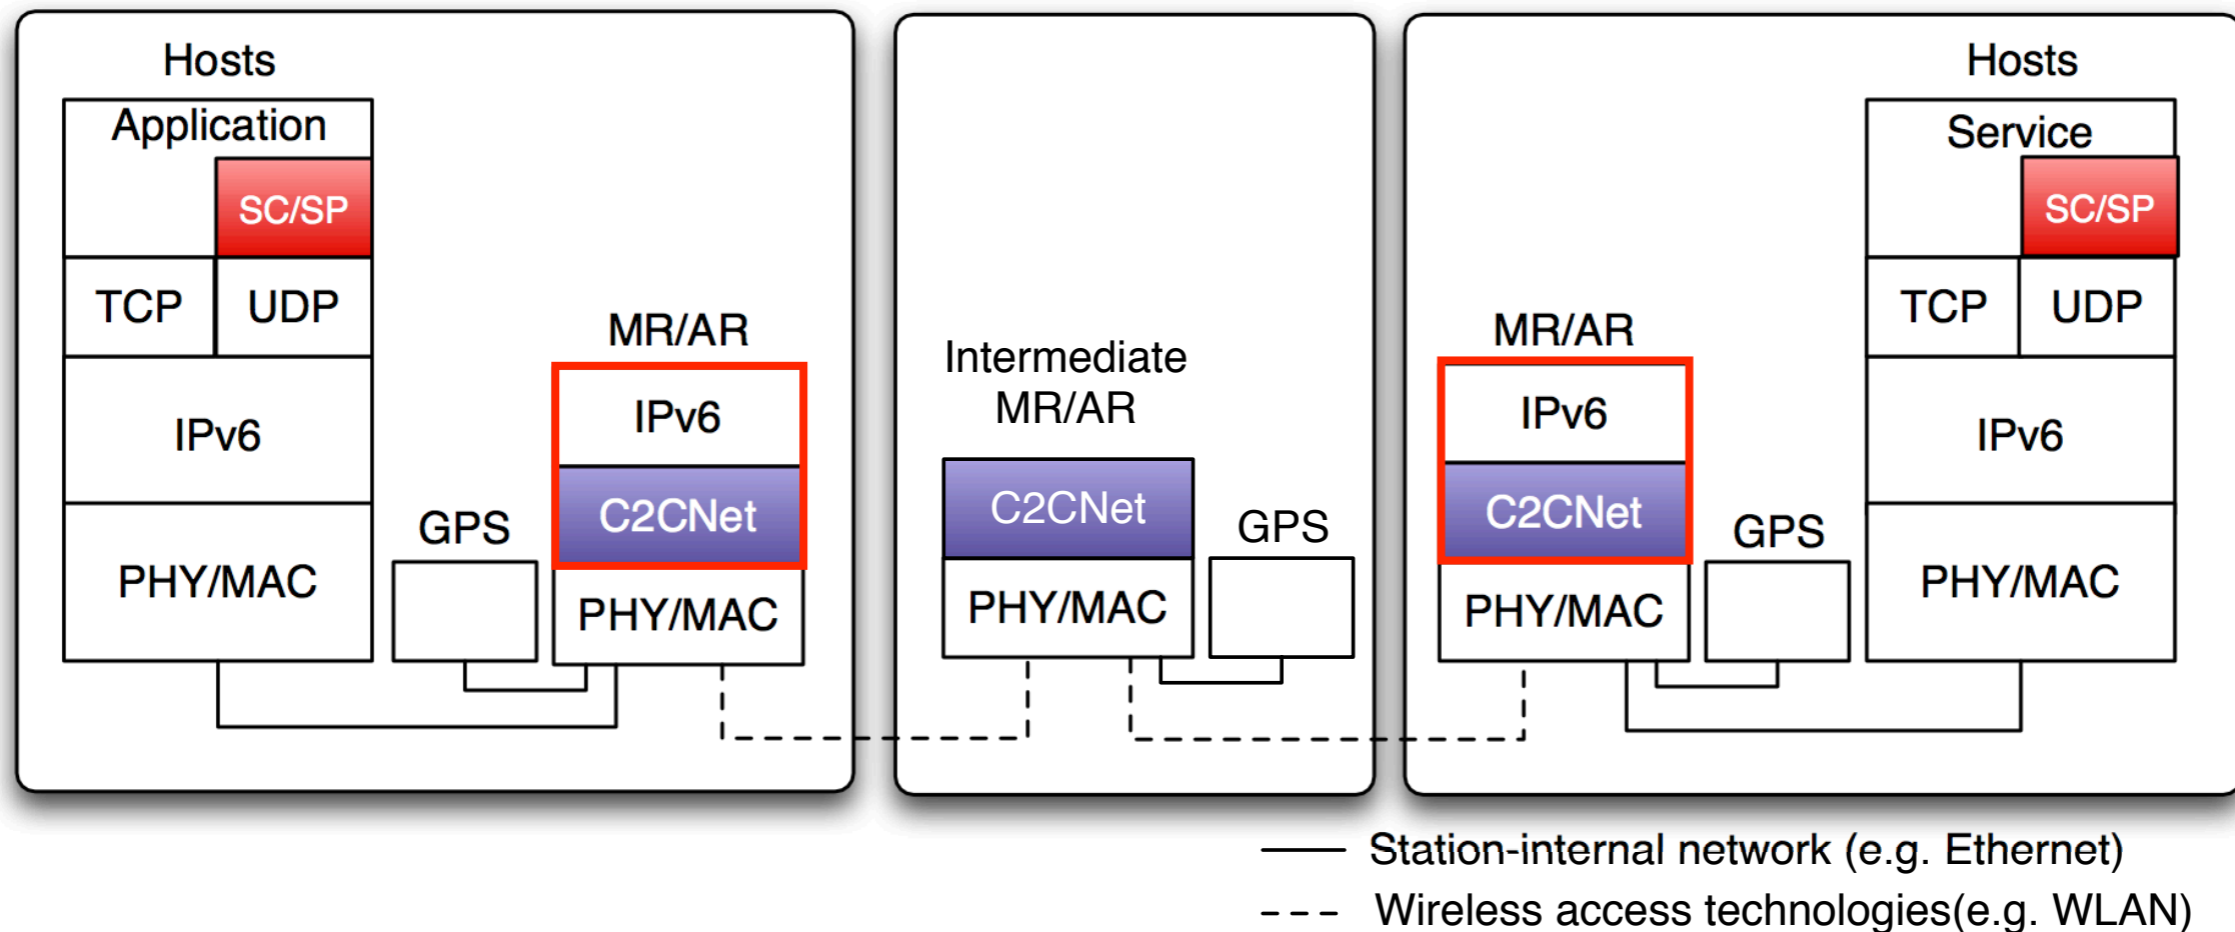 Hosts
Application
SC/SP
TCP
UDP
IPv6
PHY/MAC
GPS
MR/AR
IPv6
C2CNet
PHY/MAC
Intermediate
MR/AR
C2CNet
PHY/MAC
GPS
MR/AR
IPv6
C2CNet
PHY/MAC
GPS
Hosts
Service
SC/SP
TCP
UDP
IPv6
PHY/MAC
Station-internal network (e.g. Ethernet)
Wireless access technologies(e.g. WLAN)